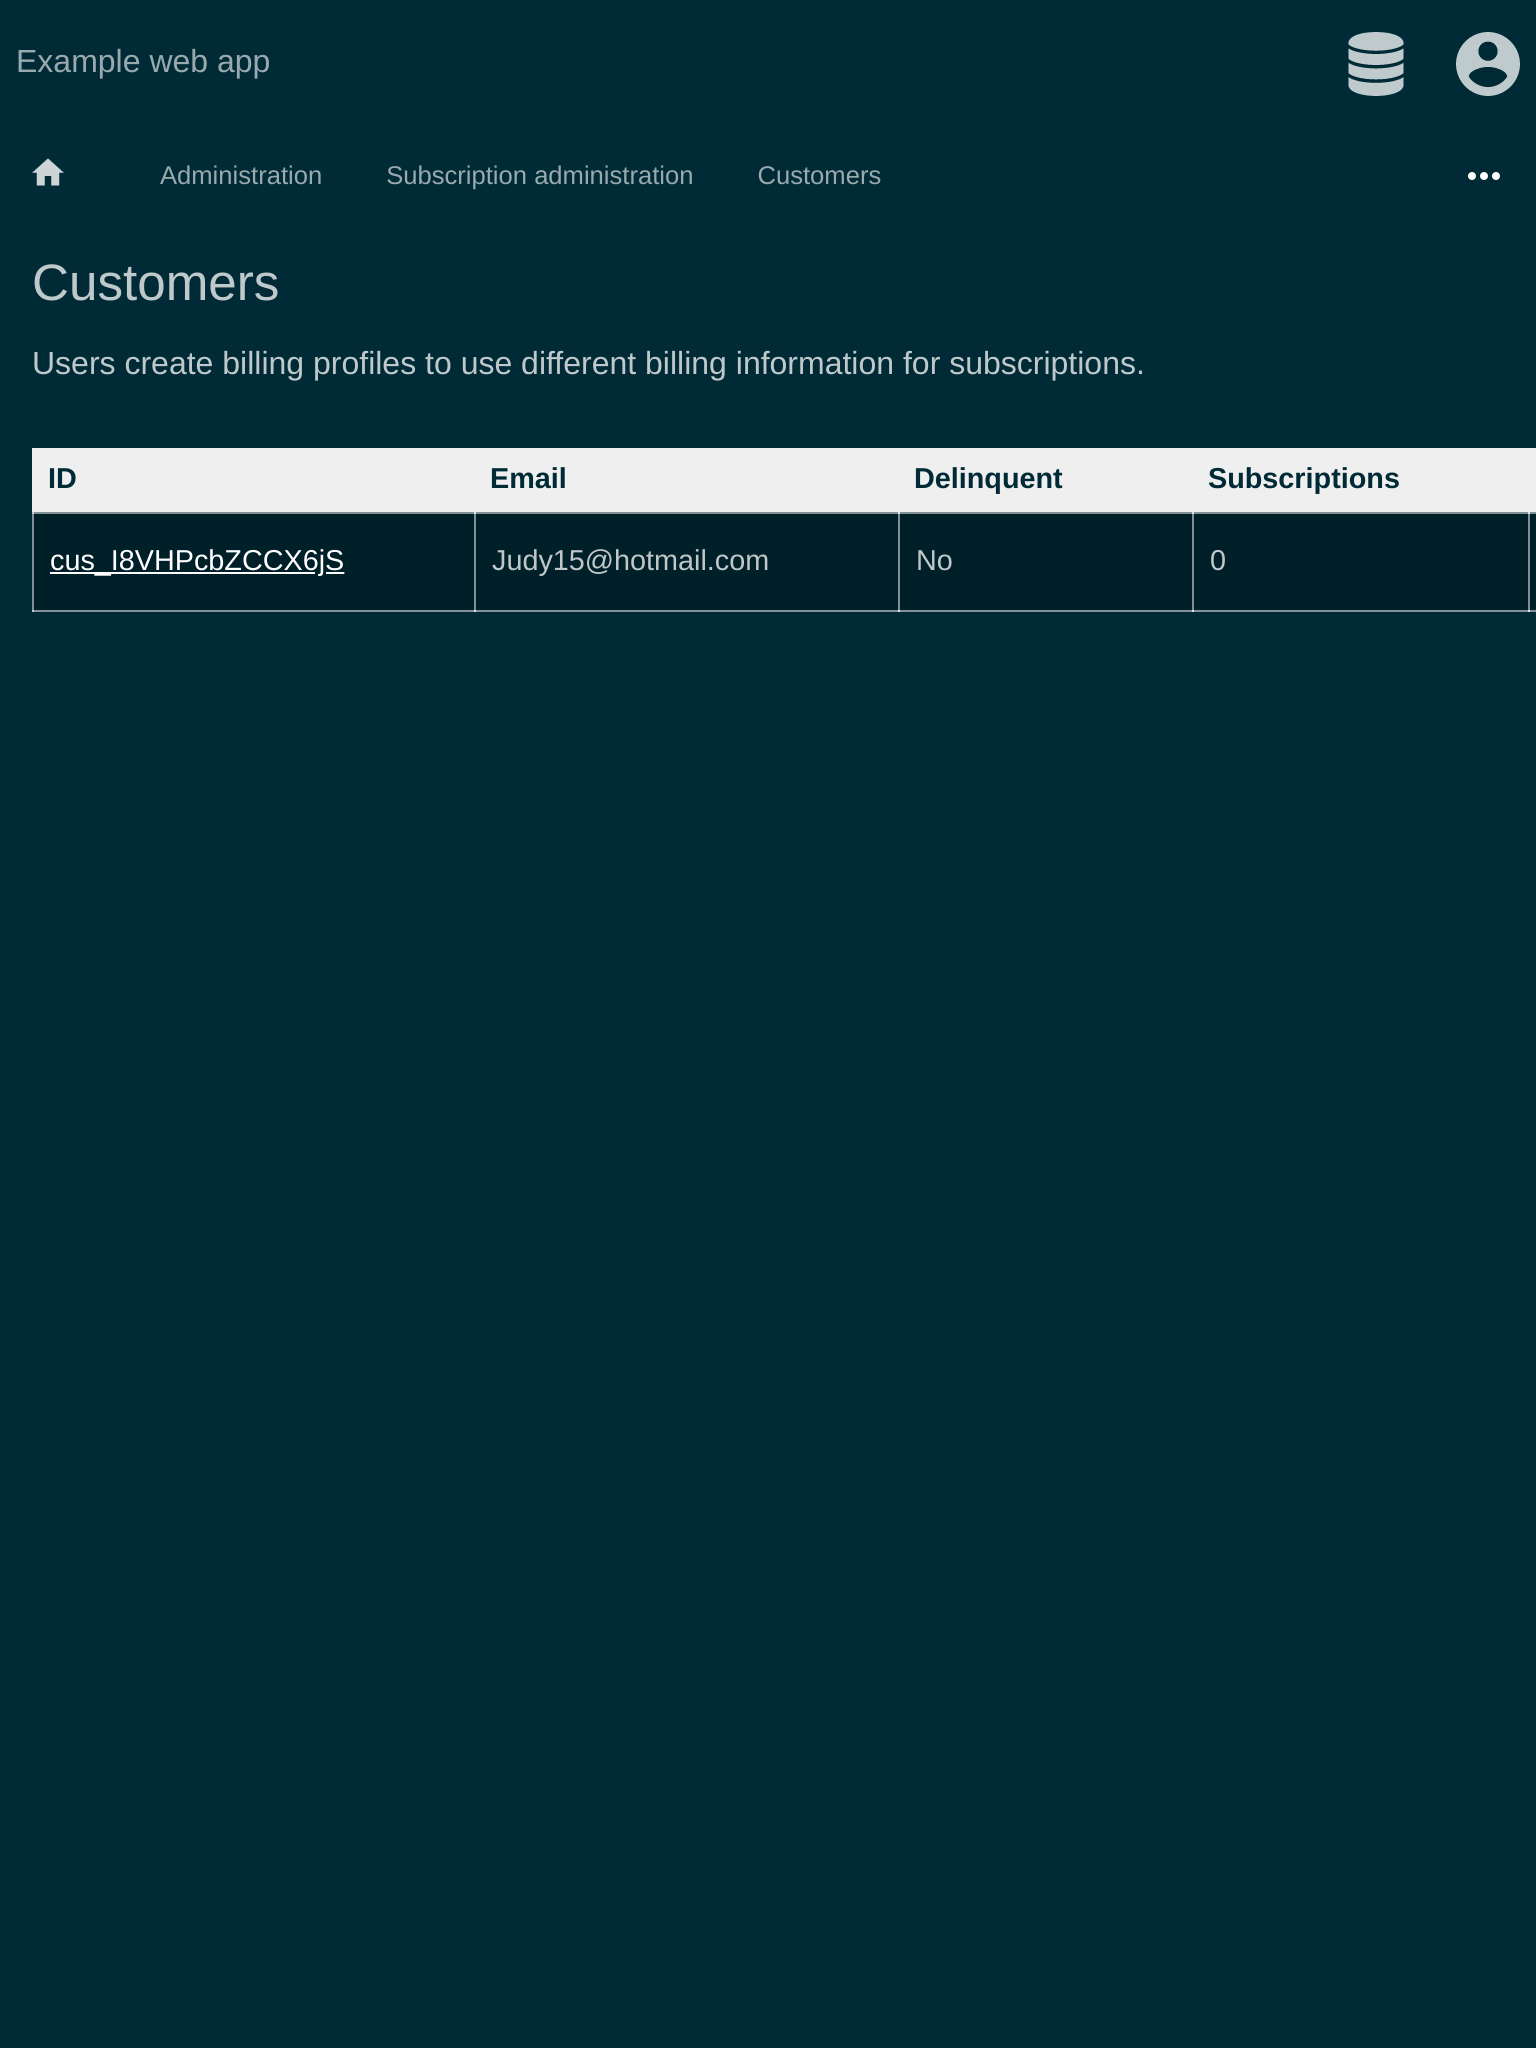 Example web app
Administration Subscription administration Customers
Customers
Users create billing profiles to use different billing information for subscriptions.
ID Email Delinquent Subscriptions
cus_I8VHPcbZCCX6jS Judy15@hotmail.com No 0